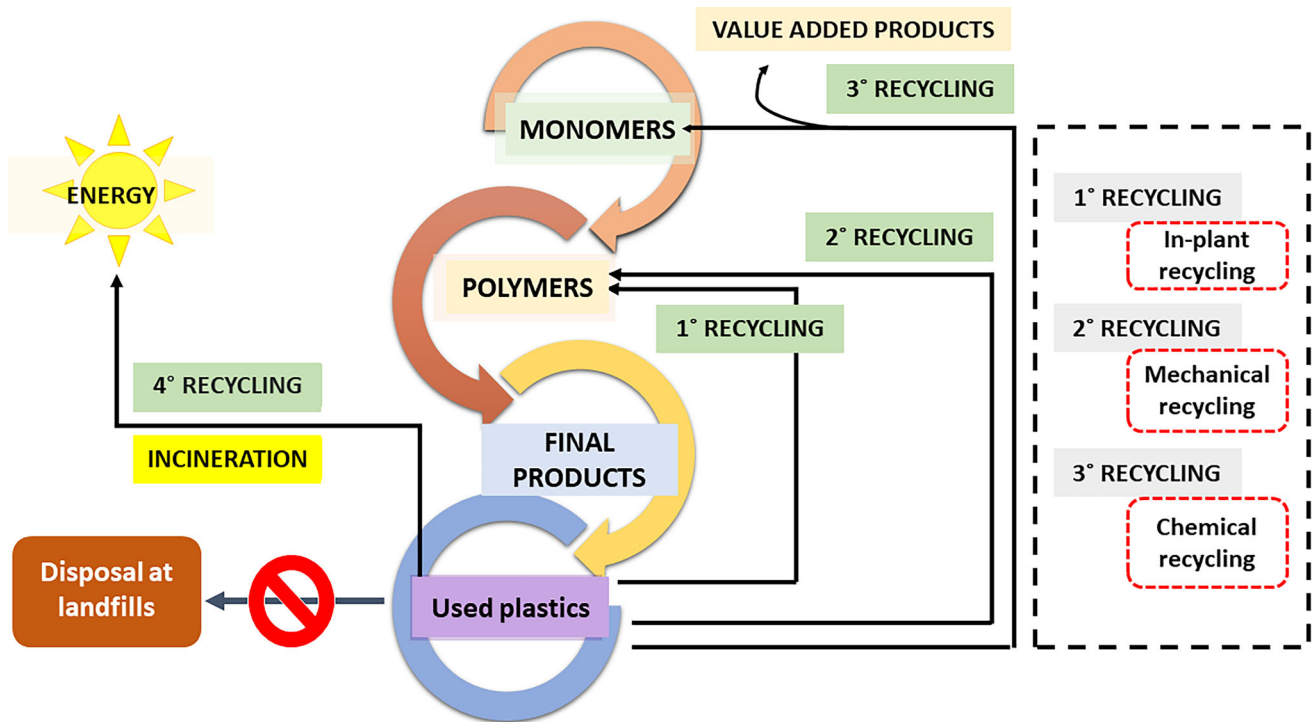 VALUE ADDED PRODUCTS
3° RECYCLING
MONOMERS
ENERGY
2° RECYCLING
POLYMERS
1° RECYCLING
4° RECYCLING
INCINERATION
FINAL
PRODUCTS
Disposal at
landfills
Used plastics
1° RECYCLING
In-plant
recycling
2° RECYCLING
Mechanical
recycling
3° RECYCLING
Chemical
recycling